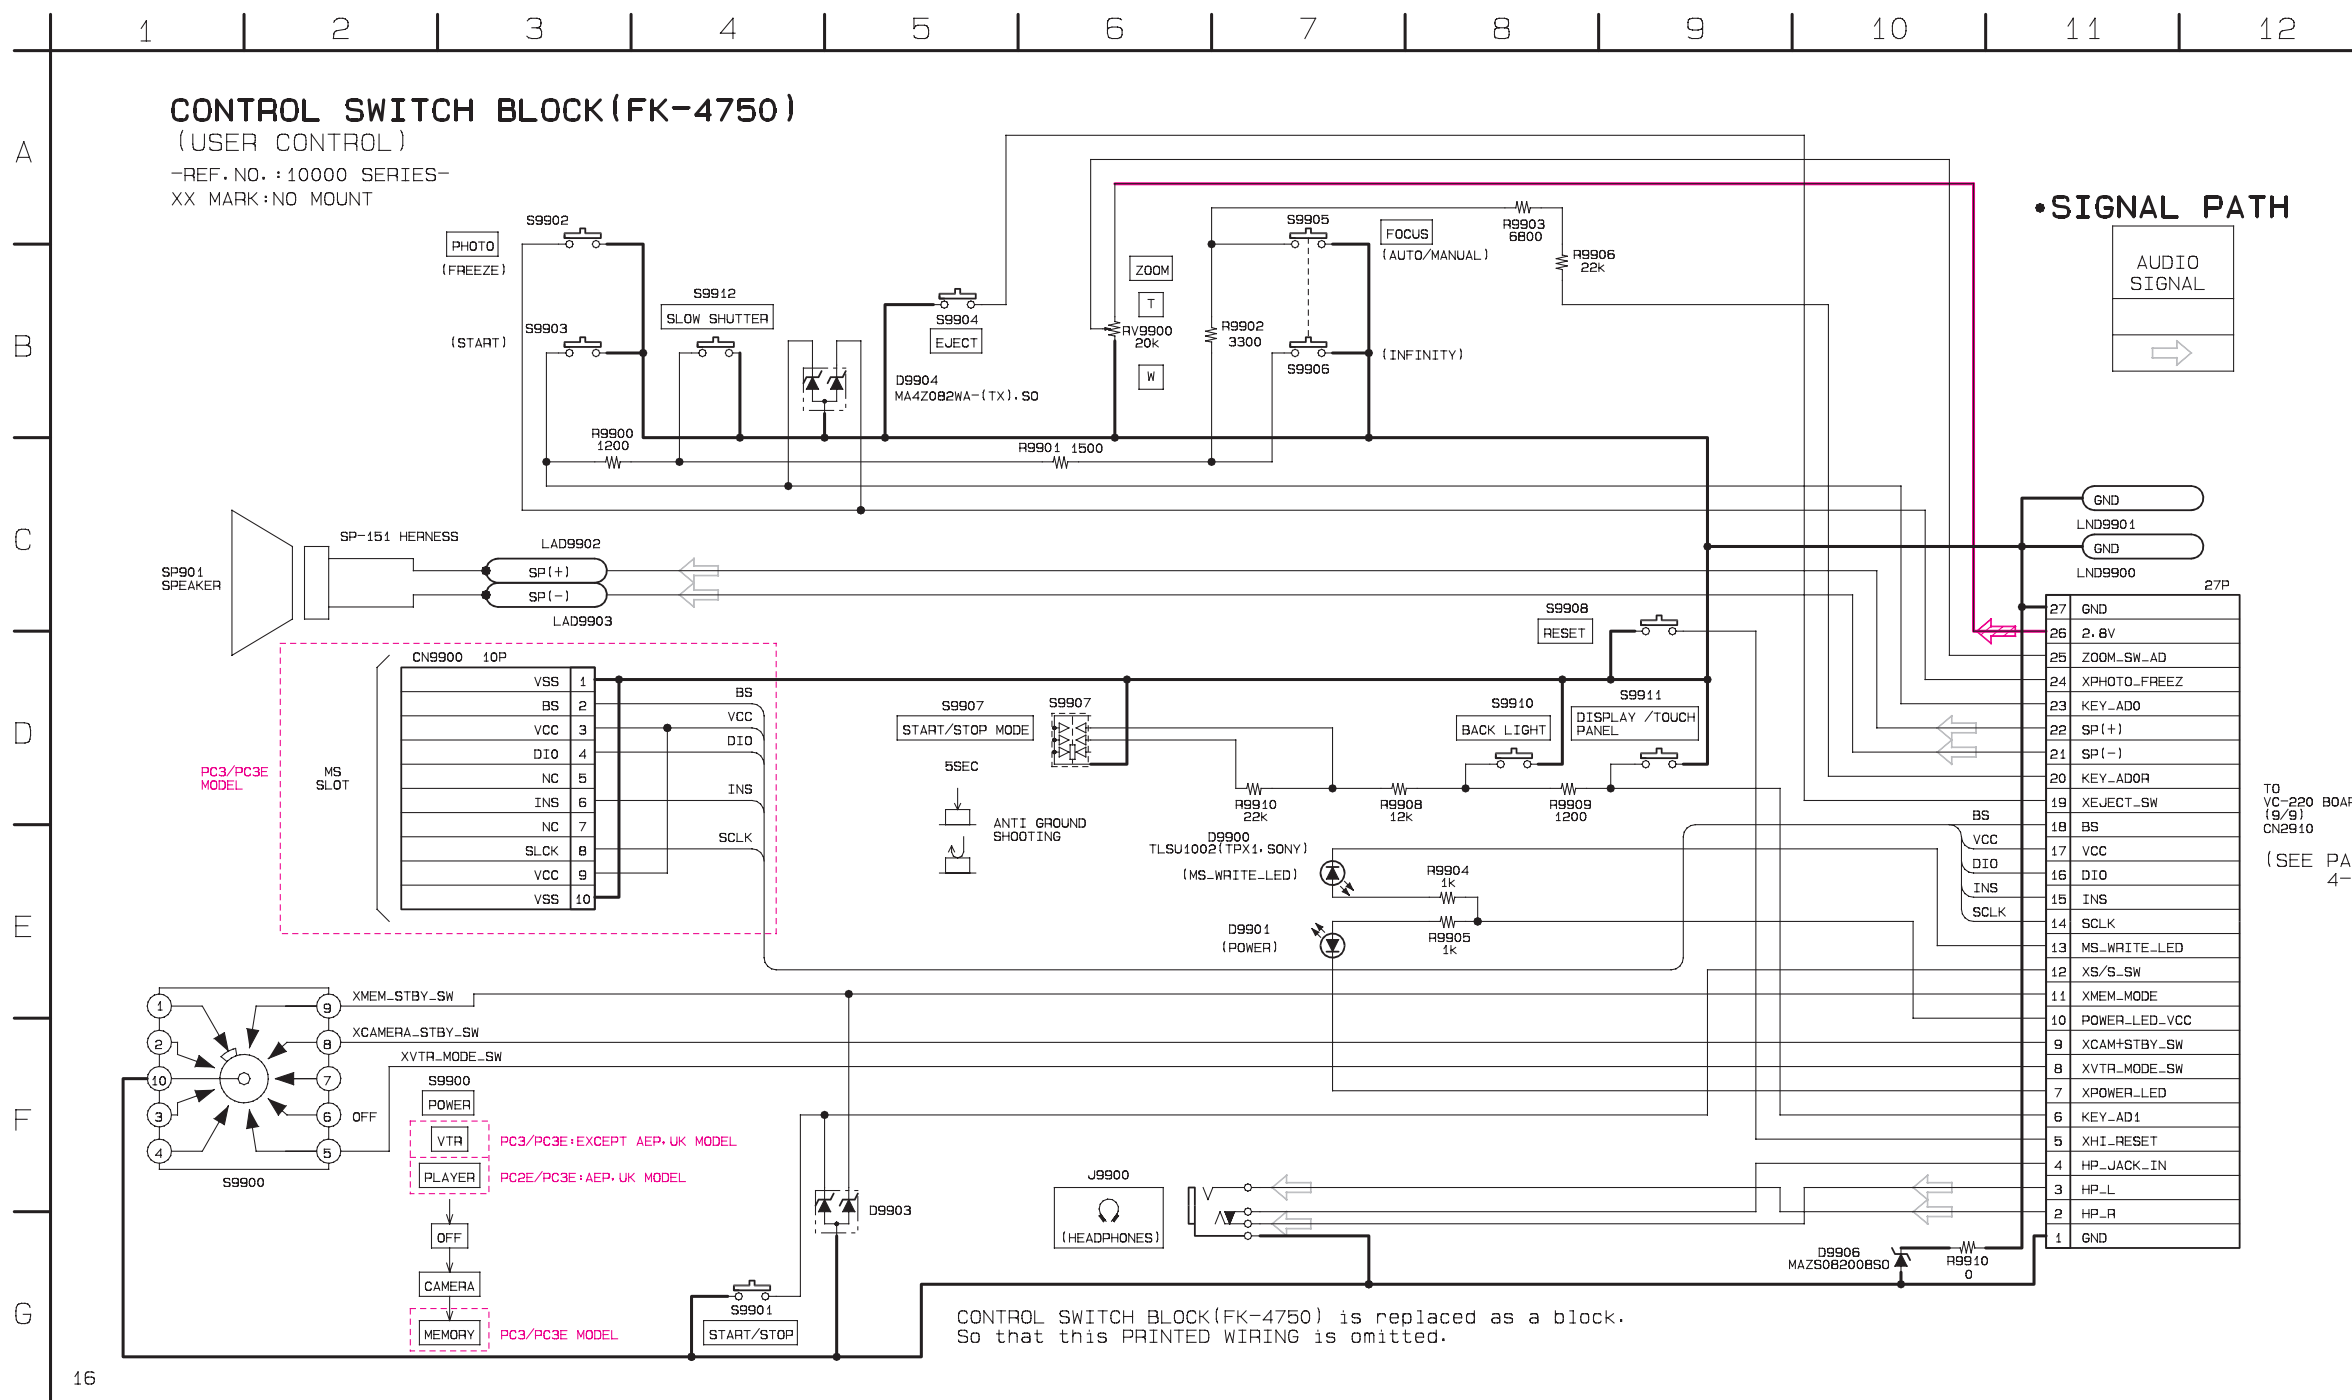 1 2 3 4 5 6 7 8 9 10 11 12
A
B
C
D
E
F
G
CONTROL SWITCH BLOCK(FK-4750)
(USER CONTROL)
-REF.NO.:10000 SERIES-
XX MARK:NO MOUNT
•SIGNAL PATH
AUDIO
SIGNAL
S9902
PHOTO
(FREEZE)
S9903
(START)
S9912
SLOW SHUTTER
S9904
EJECT
D9904
MA4Z082WA-(TX).SO
ZOOM
T
RV9900
20k
W
R9902
3300
S9905
FOCUS
(AUTO/MANUAL)
S9906
(INFINITY)
R9903
6800
R9906
22k
R9900
1200
R9901 1500
GND
LND9901
GND
LND9900
SP-151 HERNESS
SP901
SPEAKER
LAD9902
SP(+)
SP(-)
LAD9903
PC3/PC3E
MODEL
MS
SLOT
CN9900 10P
VSS 1
BS 2
VCC 3
DIO 4
NC 5
INS 6
NC 7
SLCK 8
VCC 9
VSS 10
BS
VCC
DIO
INS
SCLK
S9907
START/STOP MODE
5SEC
ANTI GROUND
SHOOTING
S9907
S9908
RESET
S9910
BACK LIGHT
S9911
DISPLAY /TOUCH
PANEL
R9910
22k
R9908
12k
R9909
1200
D9900
TLSU1002(TPX1.SONY)
(MS_WRITE_LED)
R9904
1k
R9905
1k
D9901
(POWER)
BS
VCC
DIO
INS
SCLK
27P
27 GND
26 2.8V
25 ZOOM_SW_AD
24 XPHOTO_FREEZ
23 KEY_AD0
22 SP(+)
21 SP(-)
20 KEY_AD0R
19 XEJECT_SW
18 BS
17 VCC
16 DIO
15 INS
14 SCLK
13 MS_WRITE_LED
12 XS/S_SW
11 XMEM_MODE
10 POWER_LED_VCC
9 XCAM+STBY_SW
8 XVTR_MODE_SW
7 XPOWER_LED
6 KEY_AD1
5 XHI_RESET
4 HP_JACK_IN
3 HP_L
2 HP_R
1 GND
TO
VC-220 BOAR
(9/9)
CN2910
(SEE PA
4-
1
2
10
3
4
9
8
7
6
5
XMEM_STBY_SW
XCAMERA_STBY_SW
XVTR_MODE_SW
OFF
S9900
S9900
POWER
VTR
PC3/PC3E:EXCEPT AEP,UK MODEL
PLAYER
PC2E/PC3E:AEP,UK MODEL
OFF
CAMERA
MEMORY
PC3/PC3E MODEL
D9903
S9901
START/STOP
J9900
(HEADPHONES)
D9906
MAZS082008SO
R9910
0
CONTROL SWITCH BLOCK(FK-4750) is replaced as a block.
So that this PRINTED WIRING is omitted.
16